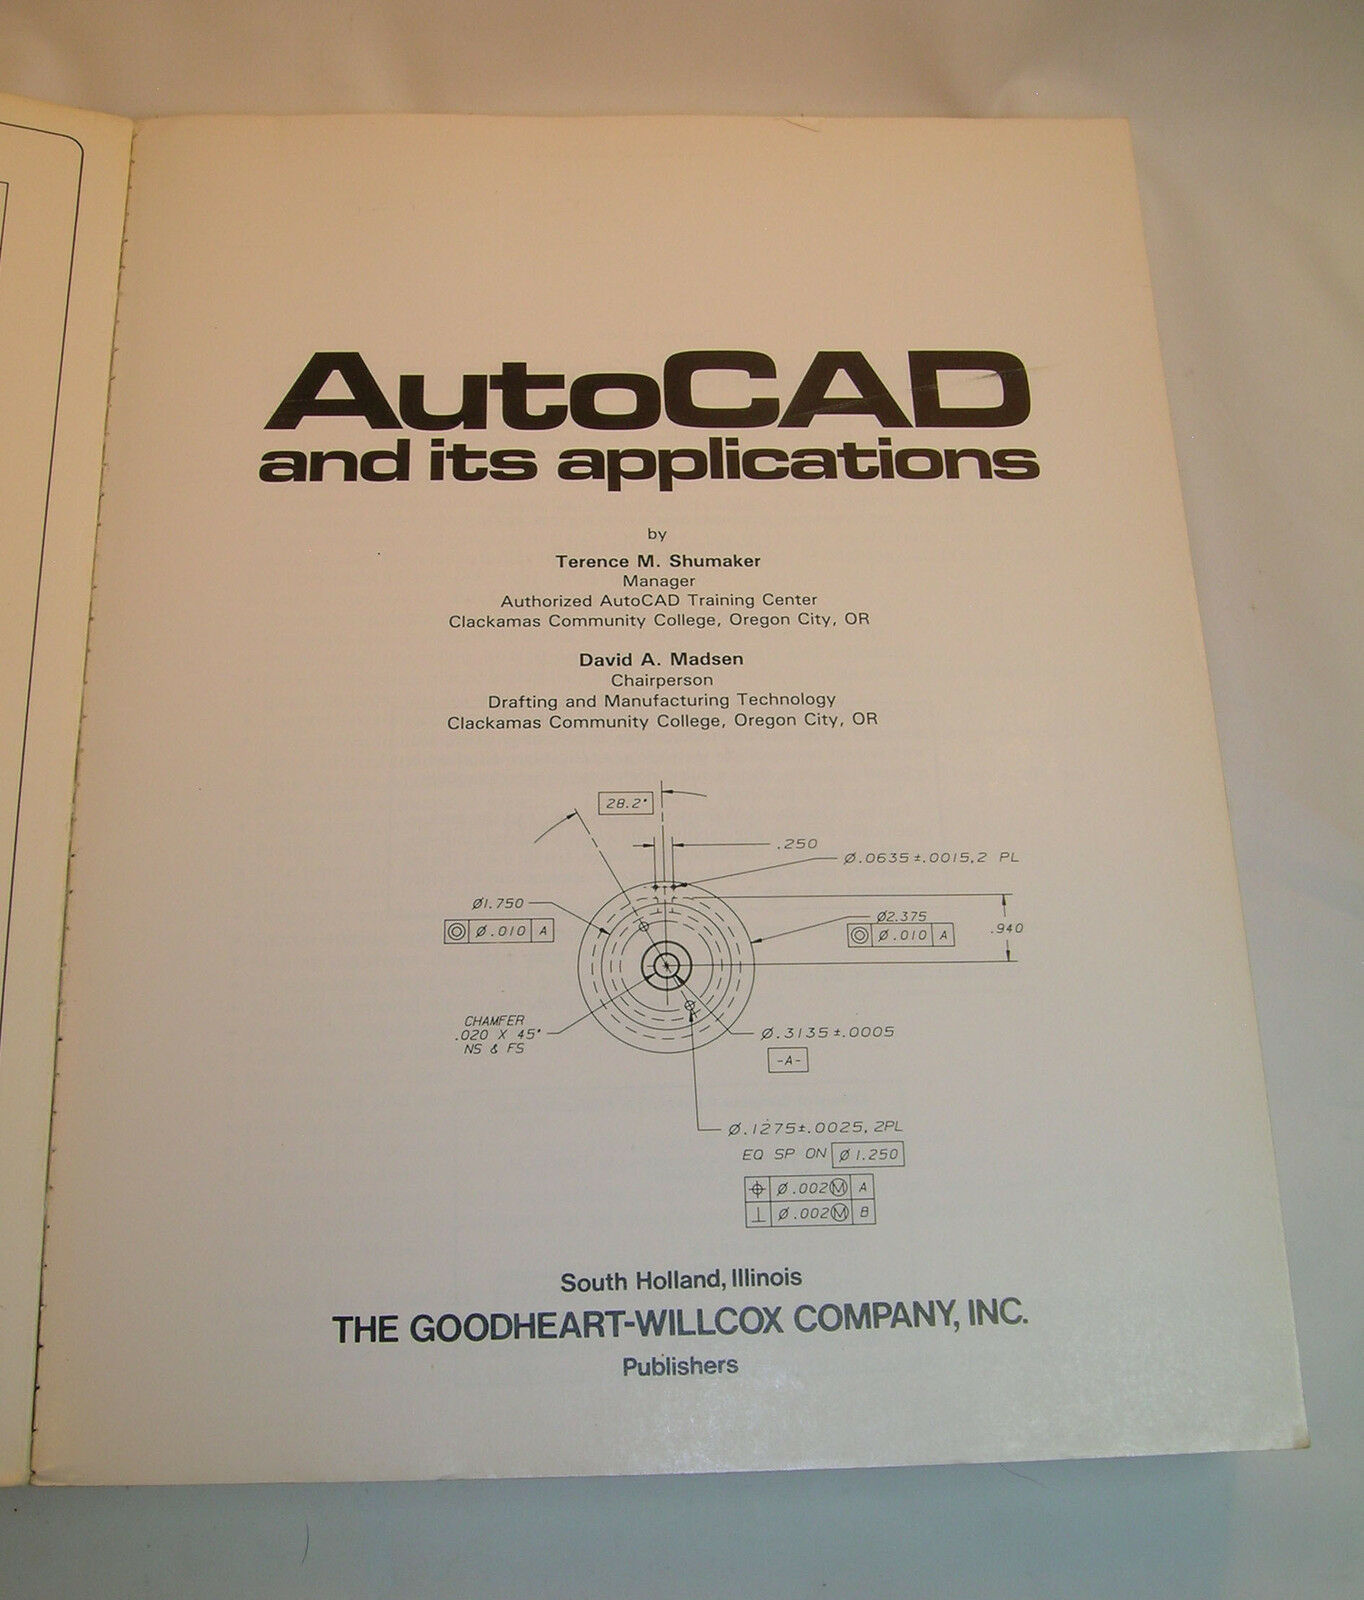 AutoCAD
and its applications
by
Terence M. Shumaker
Manager
Authorized AutoCAD Training Center
Clackamas Community College, Oregon City, OR
David A. Madsen
Chairperson
Drafting and Manufacturing Technology
Clackamas Community College, Oregon City, OR
28.2°
.250
Ø.0635±.0015, 2 PL
Ø1.750
Ø.010 A
Ø2.375
Ø.010 A
.940
CHAMFER
.020 X 45°
NS & FS
Ø.3135±.0005
-A-
Ø.1275±.0025, 2PL
EQ SP ON Ø1.250
⌖ Ø.002Ⓜ A
⊥ Ø.002Ⓜ B
South Holland, Illinois
THE GOODHEART-WILLCOX COMPANY, INC.
Publishers